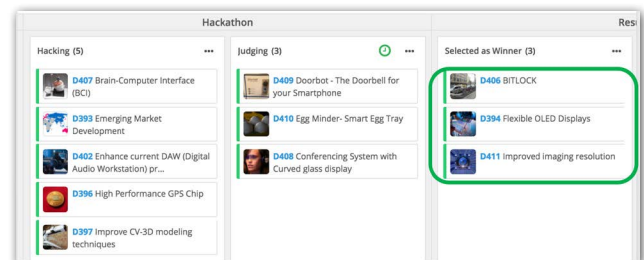 Hackathon
Res
Hacking (5) ...
D407 Brain-Computer Interface
(BCI)
D393 Emerging Market
Development
D402 Enhance current DAW (Digital
Audio Workstation) pr...
D396 High Performance GPS Chip
D397 Improve CV-3D modeling
techniques
Judging (3) ...
D409 Doorbot - The Doorbell for
your Smartphone
D410 Egg Minder- Smart Egg Tray
D408 Conferencing System with
Curved glass display
Selected as Winner (3) ...
D406 BITLOCK
D394 Flexible OLED Displays
D411 Improved imaging resolution